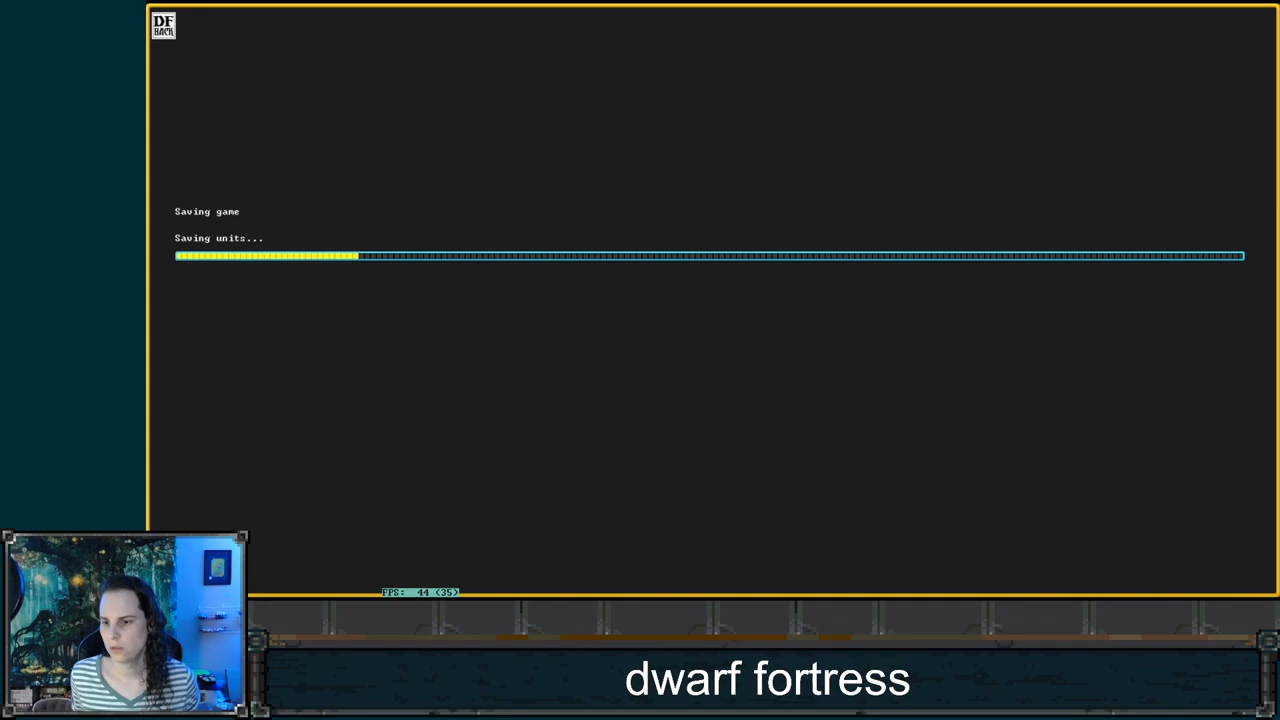 DF
HACK
Saving game
Saving units...
FPS: 44 (35)
dwarf fortress